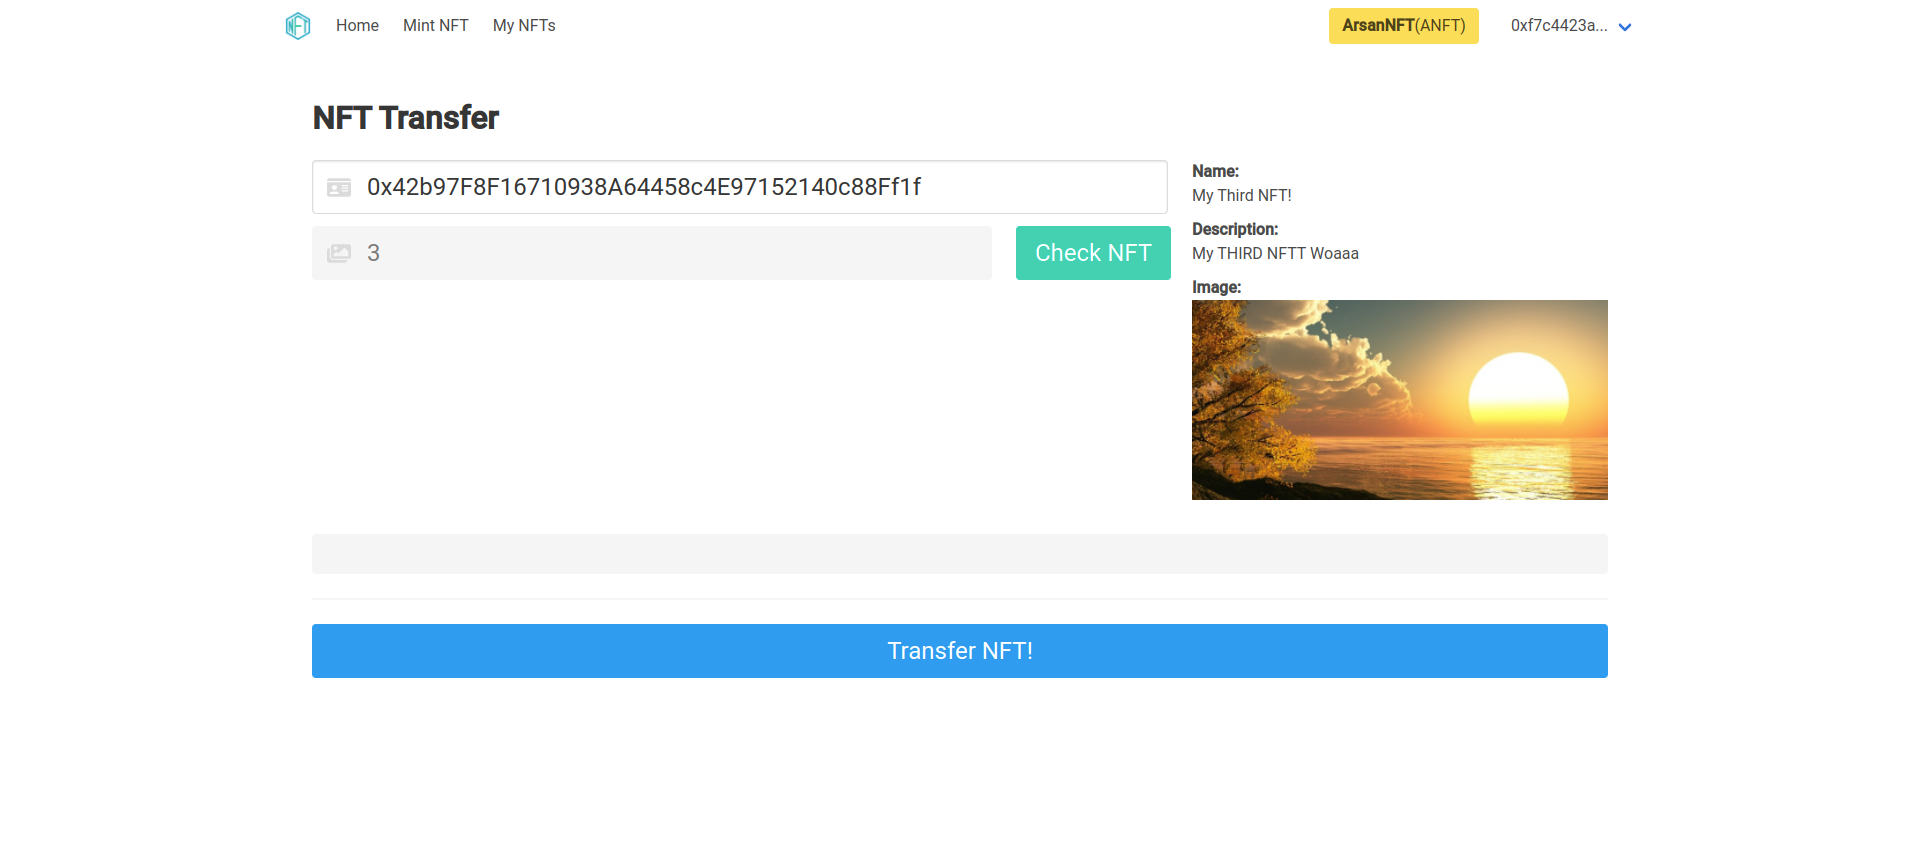 NFT
Home
Mint NFT
My NFTs
ArsanNFT(ANFT)
0xf7c4423a...
NFT Transfer
0x42b97F8F16710938A64458c4E97152140c88Ff1f
3
Check NFT
Name:
My Third NFT!
Description:
My THIRD NFTT Woaaa
Image:
Transfer NFT!